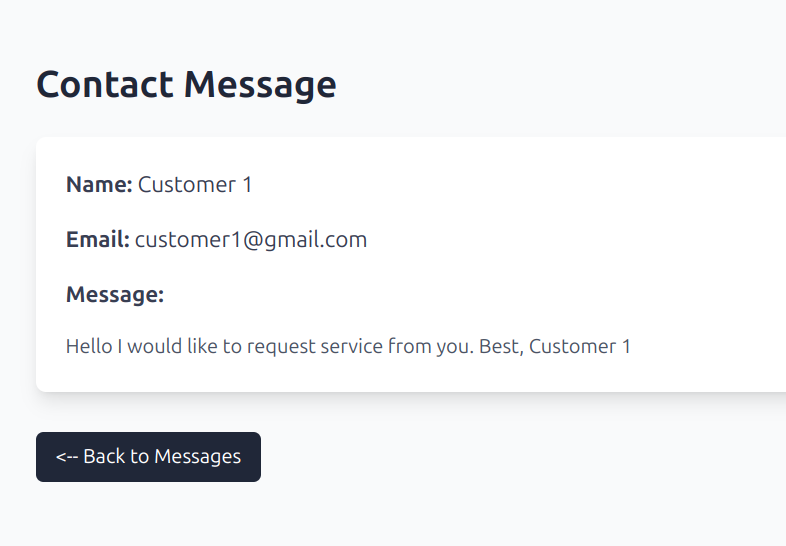 Contact Message
Name: Customer 1
Email: customer1@gmail.com
Message:
Hello I would like to request service from you. Best, Customer 1
<-- Back to Messages